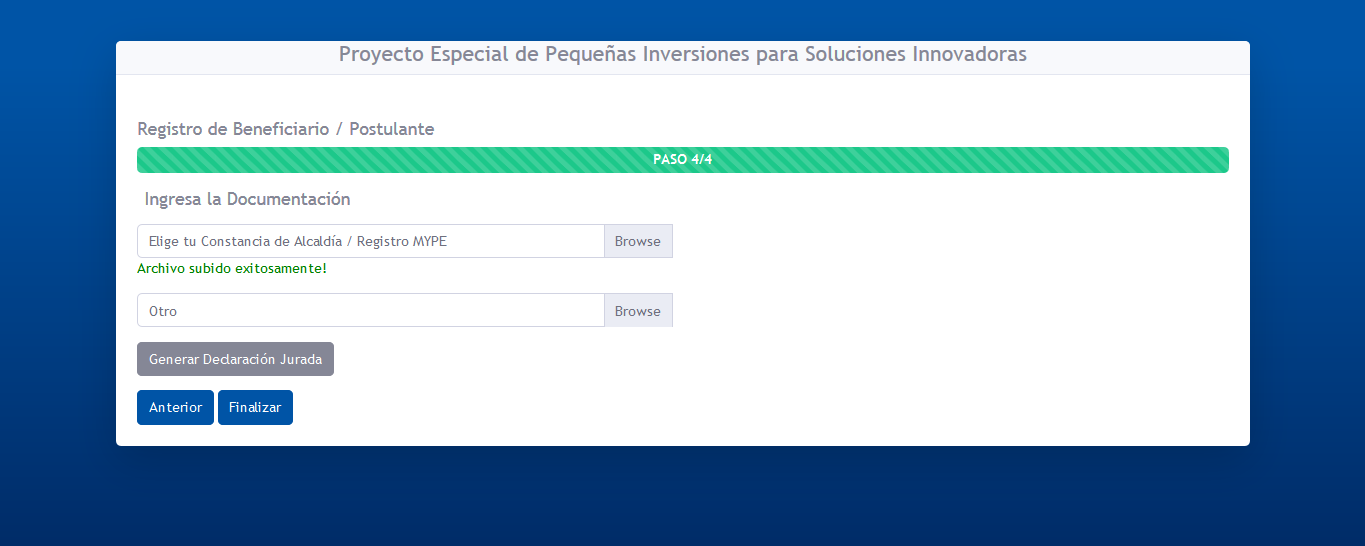 Proyecto Especial de Pequeñas Inversiones para Soluciones Innovadoras
Registro de Beneficiario / Postulante
PASO 4/4
Ingresa la Documentación
Elige tu Constancia de Alcaldía / Registro MYPE
Browse
Archivo subido exitosamente!
Otro
Browse
Generar Declaración Jurada
Anterior
Finalizar